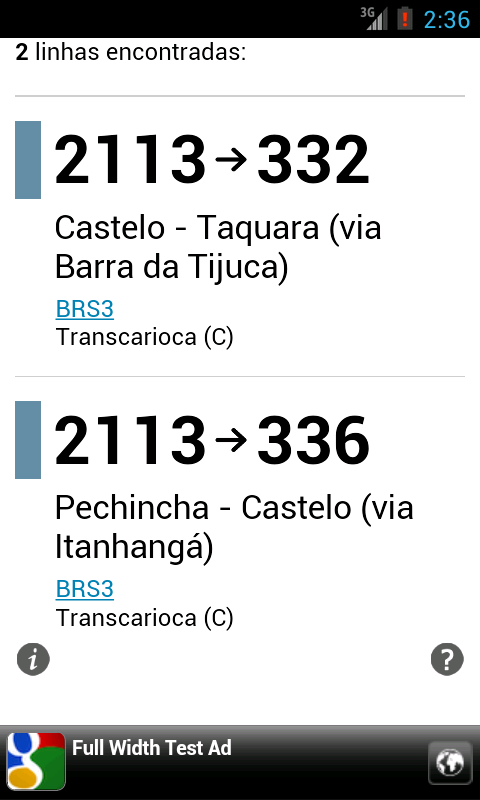 3G
2:36
2 linhas encontradas:
2113→332
Castelo - Taquara (via
Barra da Tijuca)
BRS3
Transcarioca (C)
2113→336
Pechincha - Castelo (via
Itanhangá)
BRS3
Transcarioca (C)
i
?
g
Full Width Test Ad